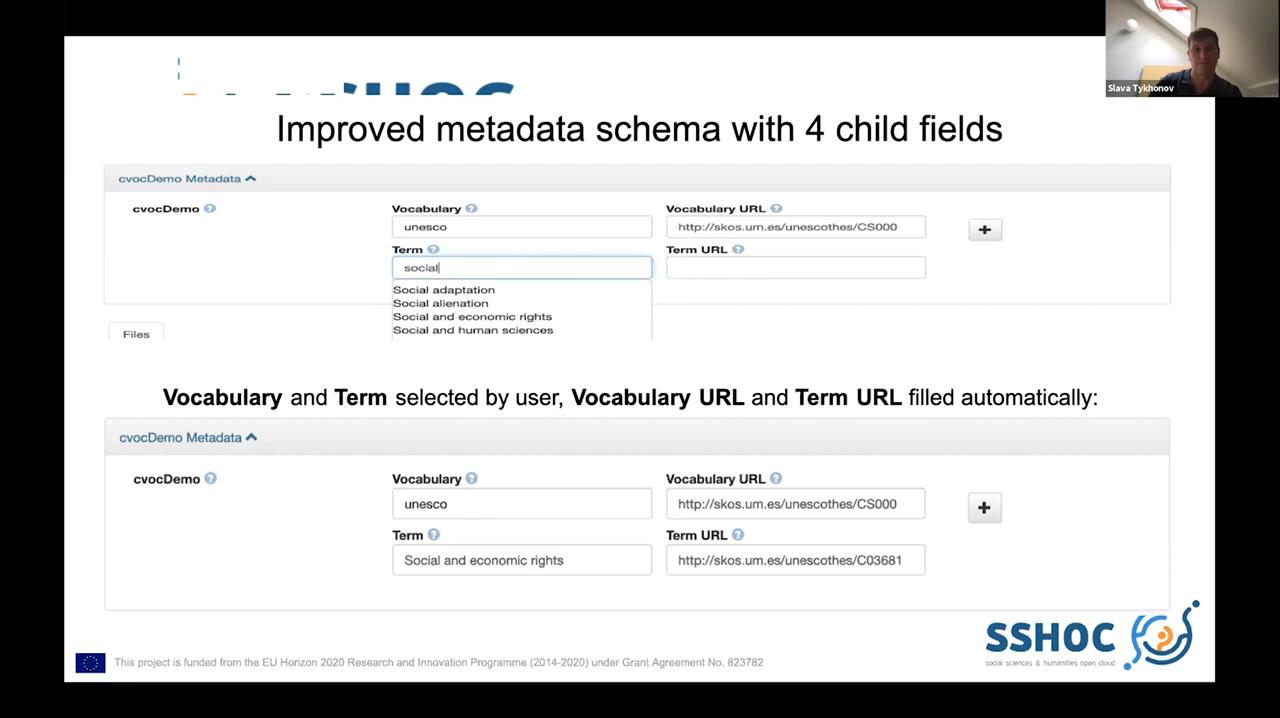 Slava Tykhonov
SSHOC
Improved metadata schema with 4 child fields
cvocDemo Metadata
cvocDemo
Vocabulary
Vocabulary URL
unesco
http://skos.um.es/unescothes/CS000
+
Term
Term URL
social
Social adaptation
Social alienation
Social and economic rights
Social and human sciences
Files
Vocabulary and Term selected by user, Vocabulary URL and Term URL filled automatically:
cvocDemo Metadata
cvocDemo
Vocabulary
Vocabulary URL
unesco
http://skos.um.es/unescothes/CS000
+
Term
Term URL
Social and economic rights
http://skos.um.es/unescothes/C03681
SSHOC
social sciences & humanities open cloud
This project is funded from the EU Horizon 2020 Research and Innovation Programme (2014-2020) under Grant Agreement No. 823782